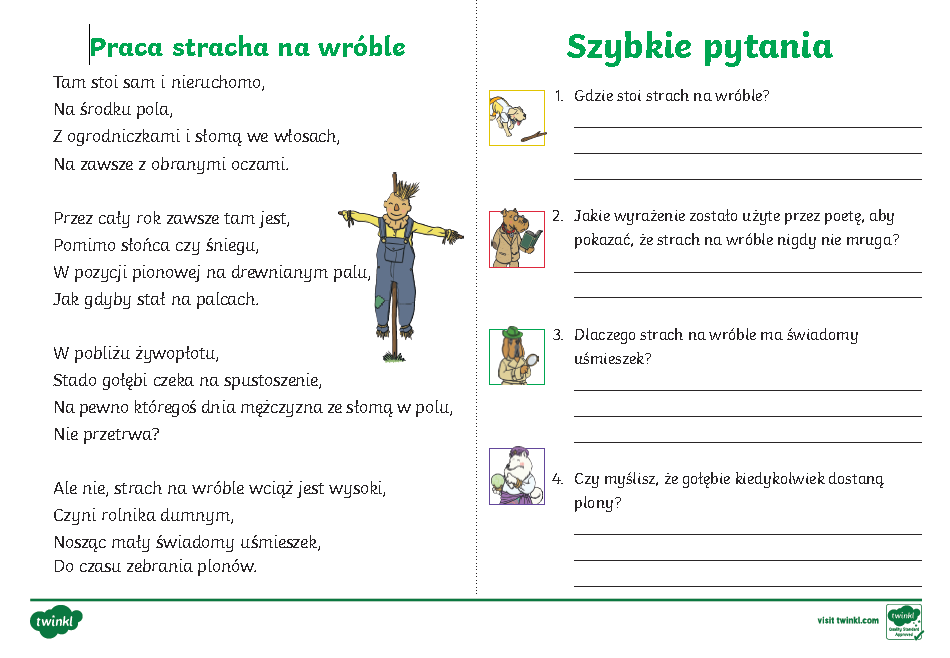 Praca stracha na wróble
Tam stoi sam i nieruchomo,
Na środku pola,
Z ogrodniczkami i słomą we włosach,
Na zawsze z obranymi oczami.
Przez cały rok zawsze tam jest,
Pomimo słońca czy śniegu,
W pozycji pionowej na drewnianym palu,
Jak gdyby stał na palcach.
W pobliżu żywopłotu,
Stado gołębi czeka na spustoszenie,
Na pewno któregoś dnia mężczyzna ze słomą w polu,
Nie przetrwa?
Ale nie, strach na wróble wciąż jest wysoki,
Czyni rolnika dumnym,
Nosząc mały świadomy uśmieszek,
Do czasu zebrania plonów.
Szybkie pytania
1. Gdzie stoi strach na wróble?
2. Jakie wyrażenie zostało użyte przez poetę, aby
pokazać, że strach na wróble nigdy nie mruga?
3. Dlaczego strach na wróble ma świadomy
uśmieszek?
4. Czy myślisz, że gołębie kiedykolwiek dostaną
plony?
twinkl
visit twinkl.com
twinkl
Quality Standard
Approved